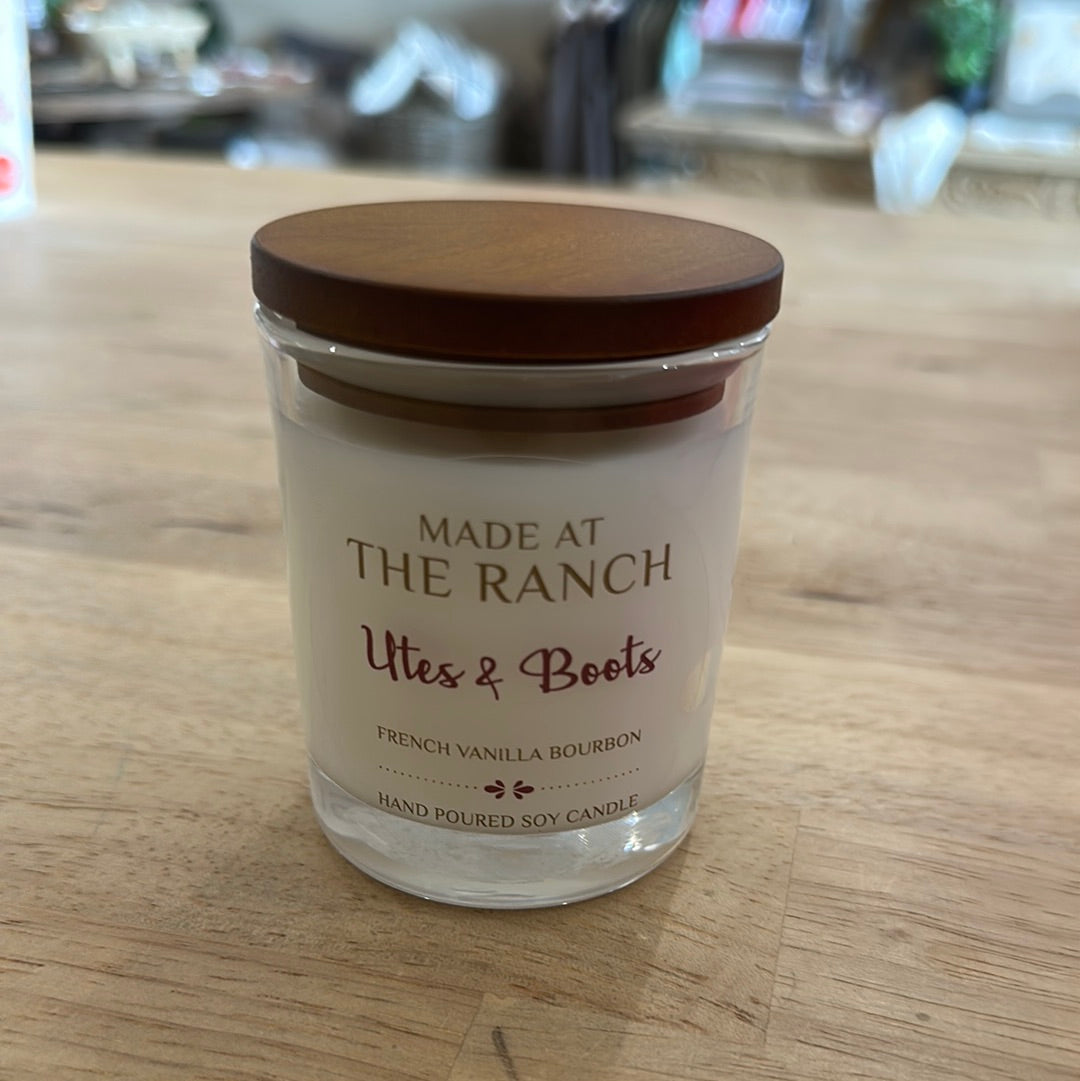 MADE AT
THE RANCH
Utes & Boots
FRENCH VANILLA BOURBON
HAND POURED SOY CANDLE